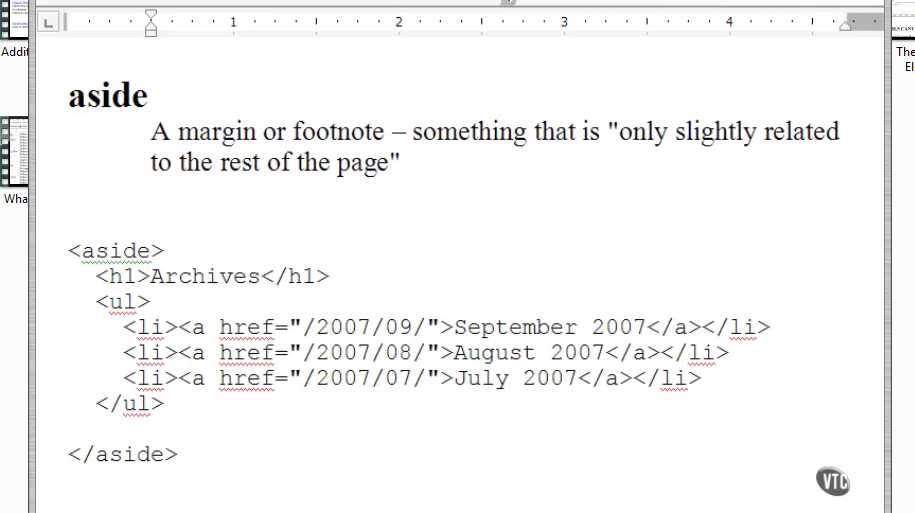 1 2 3 4
Addit
The
El
Wha
aside
A margin or footnote – something that is "only slightly related
to the rest of the page"
<aside>
<h1>Archives</h1>
<ul>
<li><a href="/2007/09/">September 2007</a></li>
<li><a href="/2007/08/">August 2007</a></li>
<li><a href="/2007/07/">July 2007</a></li>
</ul>
</aside>
VTC